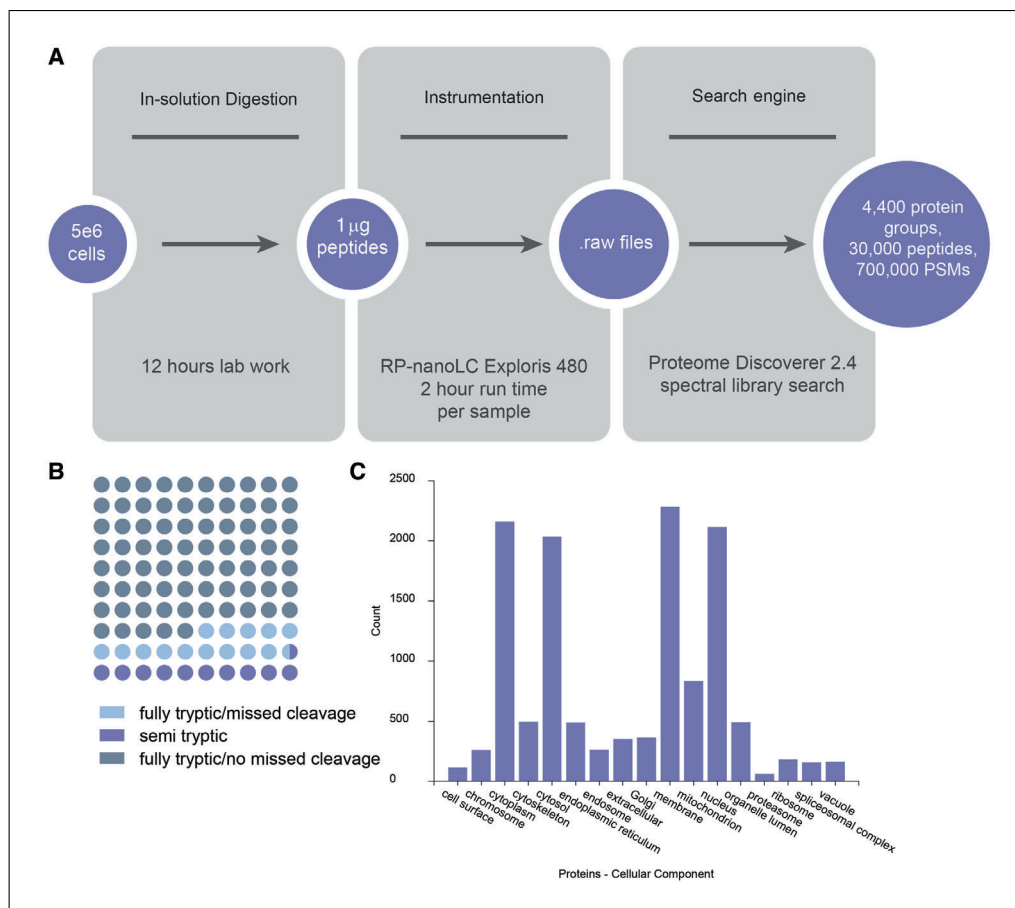 A
In-solution Digestion
Instrumentation
Search engine
5e6
cells
1μg
peptides
.raw files
4,400 protein
groups,
30,000 peptides,
700,000 PSMs
12 hours lab work
RP-nanoLC Exploris 480
2 hour run time
per sample
Proteome Discoverer 2.4
spectral library search
B
fully tryptic/missed cleavage
semi tryptic
fully tryptic/no missed cleavage
C
2500
2000
1500
1000
500
0
Count
cell surface
chromosome
cytoplasm
cytoskeleton
cytosol
endoplasmic reticulum
endosome
extracellular
Golgi
membrane
mitochondrion
nucleus
organelle lumen
proteasome
ribosome
spliceosomal complex
vacuole
Proteins - Cellular Component